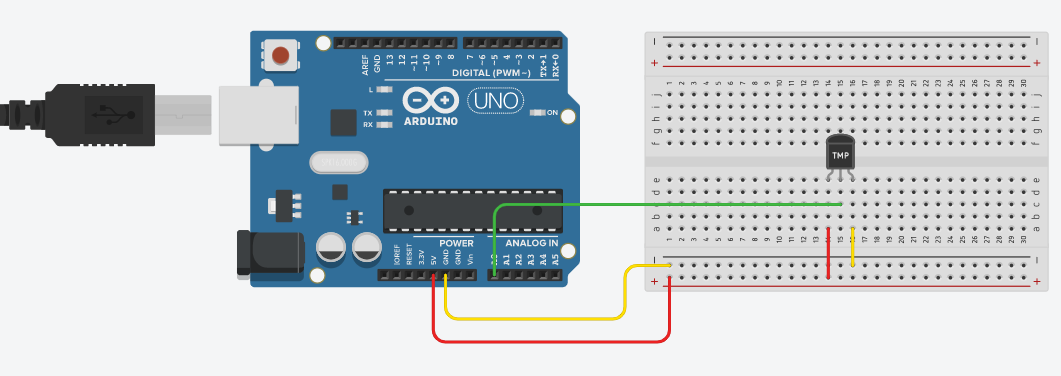 AREF
GND
13
12
~11
~10
~9
8
7
~6
~5
4
~3
2
TX→1
RX←0
DIGITAL (PWM~)
L
TX
RX
UNO
ON
ARDUINO
TMP
IOREF
RESET
3.3V
5V
GND
GND
Vin
POWER
ANALOG IN
A0
A1
A2
A3
A4
A5
1 2 3 4 5 6 7 8 9 10 11 12 13 14 15 16 17 18 19 20 21 22 23 24 25 26 27 28 29 30
j j
i i
h h
g g
f f
e e
d d
c c
b b
a a
1 2 3 4 5 6 7 8 9 10 11 12 13 15 17 18 19 20 21 22 23 24 25 26 27 28 29 30